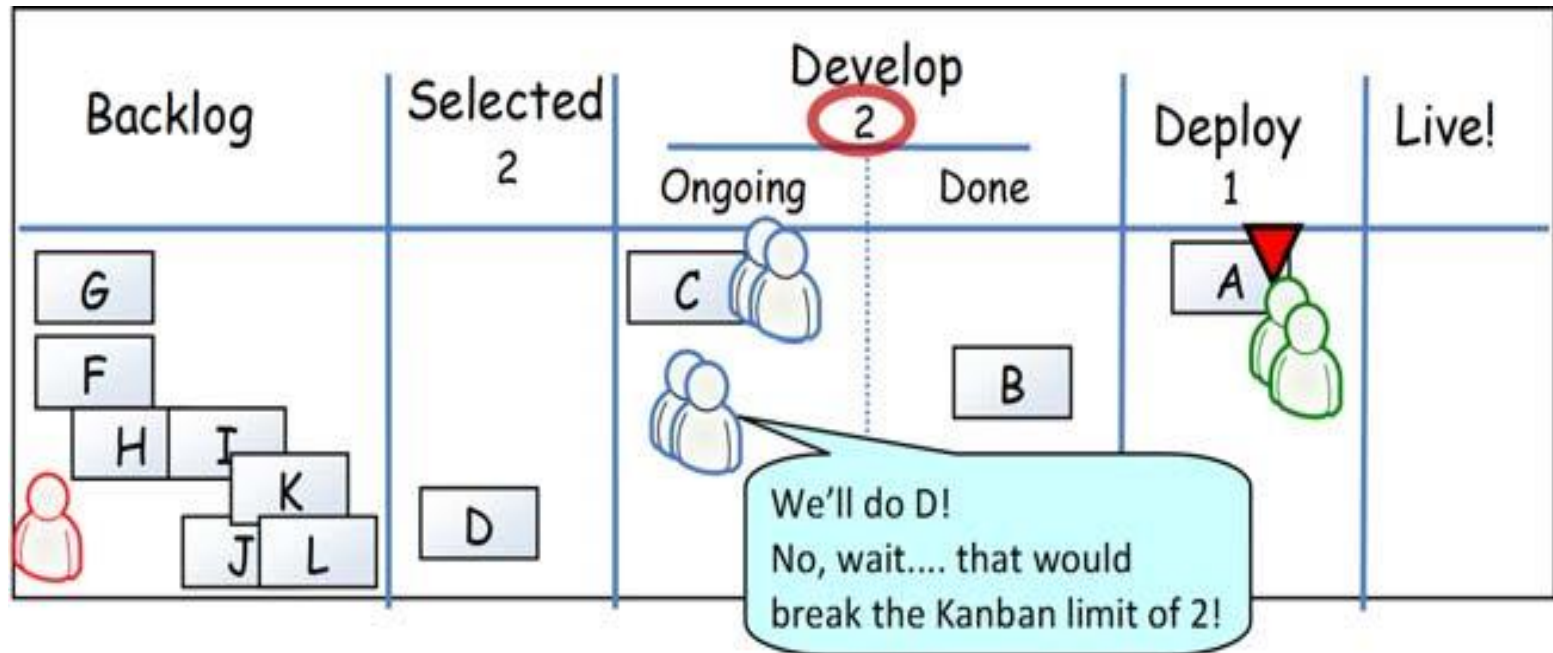 Backlog
Selected
2
Develop
2
Ongoing
Done
Deploy
1
Live!
G
F
H
I
K
J
L
D
C
B
A
We'll do D!
No, wait.... that would
break the Kanban limit of 2!